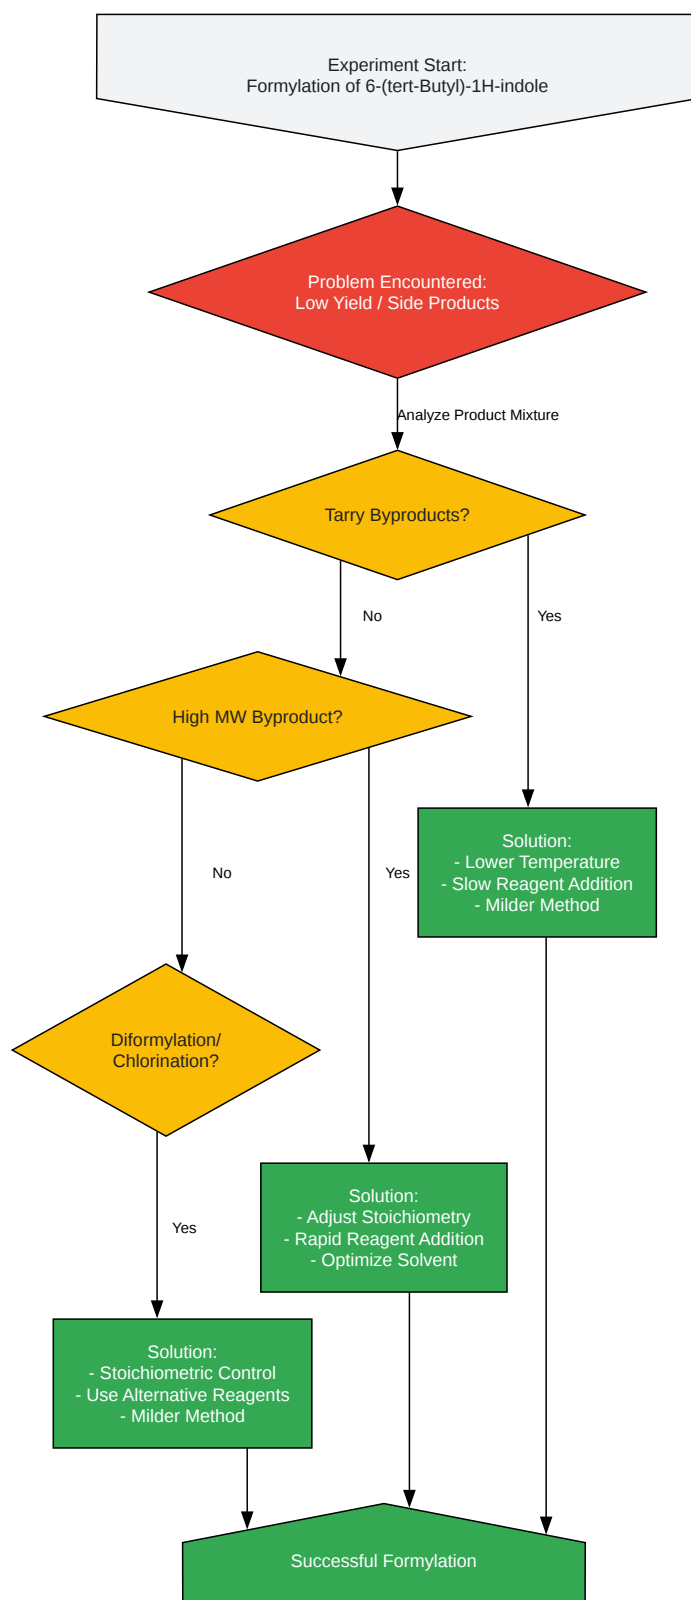 Experiment Start:
Formylation of 6-(tert-Butyl)-1H-indole
Problem Encountered:
Low Yield / Side Products
Analyze Product Mixture
Tarry Byproducts?
No
Yes
High MW Byproduct?
Solution:
- Lower Temperature
- Slow Reagent Addition
- Milder Method
No
Yes
Diformylation/
Chlorination?
Solution:
- Adjust Stoichiometry
- Rapid Reagent Addition
- Optimize Solvent
Yes
Solution:
- Stoichiometric Control
- Use Alternative Reagents
- Milder Method
Successful Formylation